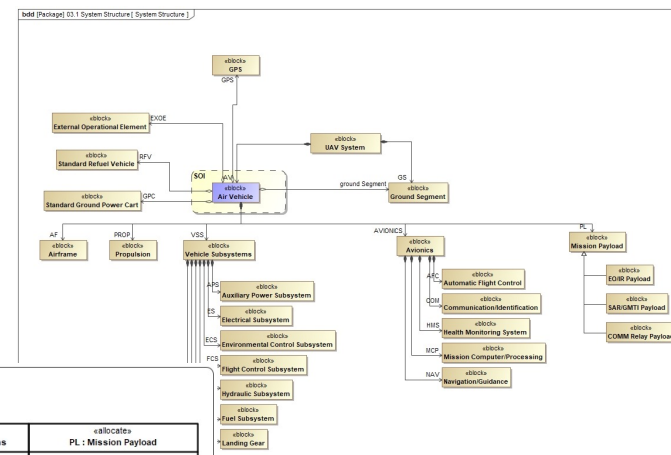 bdd [Package] 03.1 System Structure [ System Structure ]
«block»
GPS
GPS
«block»
External Operational Element
EXOE
«block»
UAV System
«block»
Standard Refuel Vehicle
RFV
SOI
AV
«block»
Air Vehicle
ground Segment
GS
«block»
Ground Segment
«block»
Standard Ground Power Cart
GPC
AF
«block»
Airframe
PROP
«block»
Propulsion
VSS
«block»
Vehicle Subsystems
AVIONICS
«block»
Avionics
PL
«block»
Mission Payload
APS
«block»
Auxiliary Power Subsystem
ES
«block»
Electrical Subsystem
ECS
«block»
Environmental Control Subsystem
FCS
«block»
Flight Control Subsystem
«block»
Hydraulic Subsystem
«block»
Fuel Subsystem
«block»
Landing Gear
AFC
«block»
Automatic Flight Control
COM
«block»
Communication/Identification
HMS
«block»
Health Monitoring System
MCP
«block»
Mission Computer/Processing
NAV
«block»
Navigation/Guidance
«block»
EO/IR Payload
«block»
SAR/GMTI Payload
«block»
COMM Relay Payload
«allocate»
PL : Mission Payload